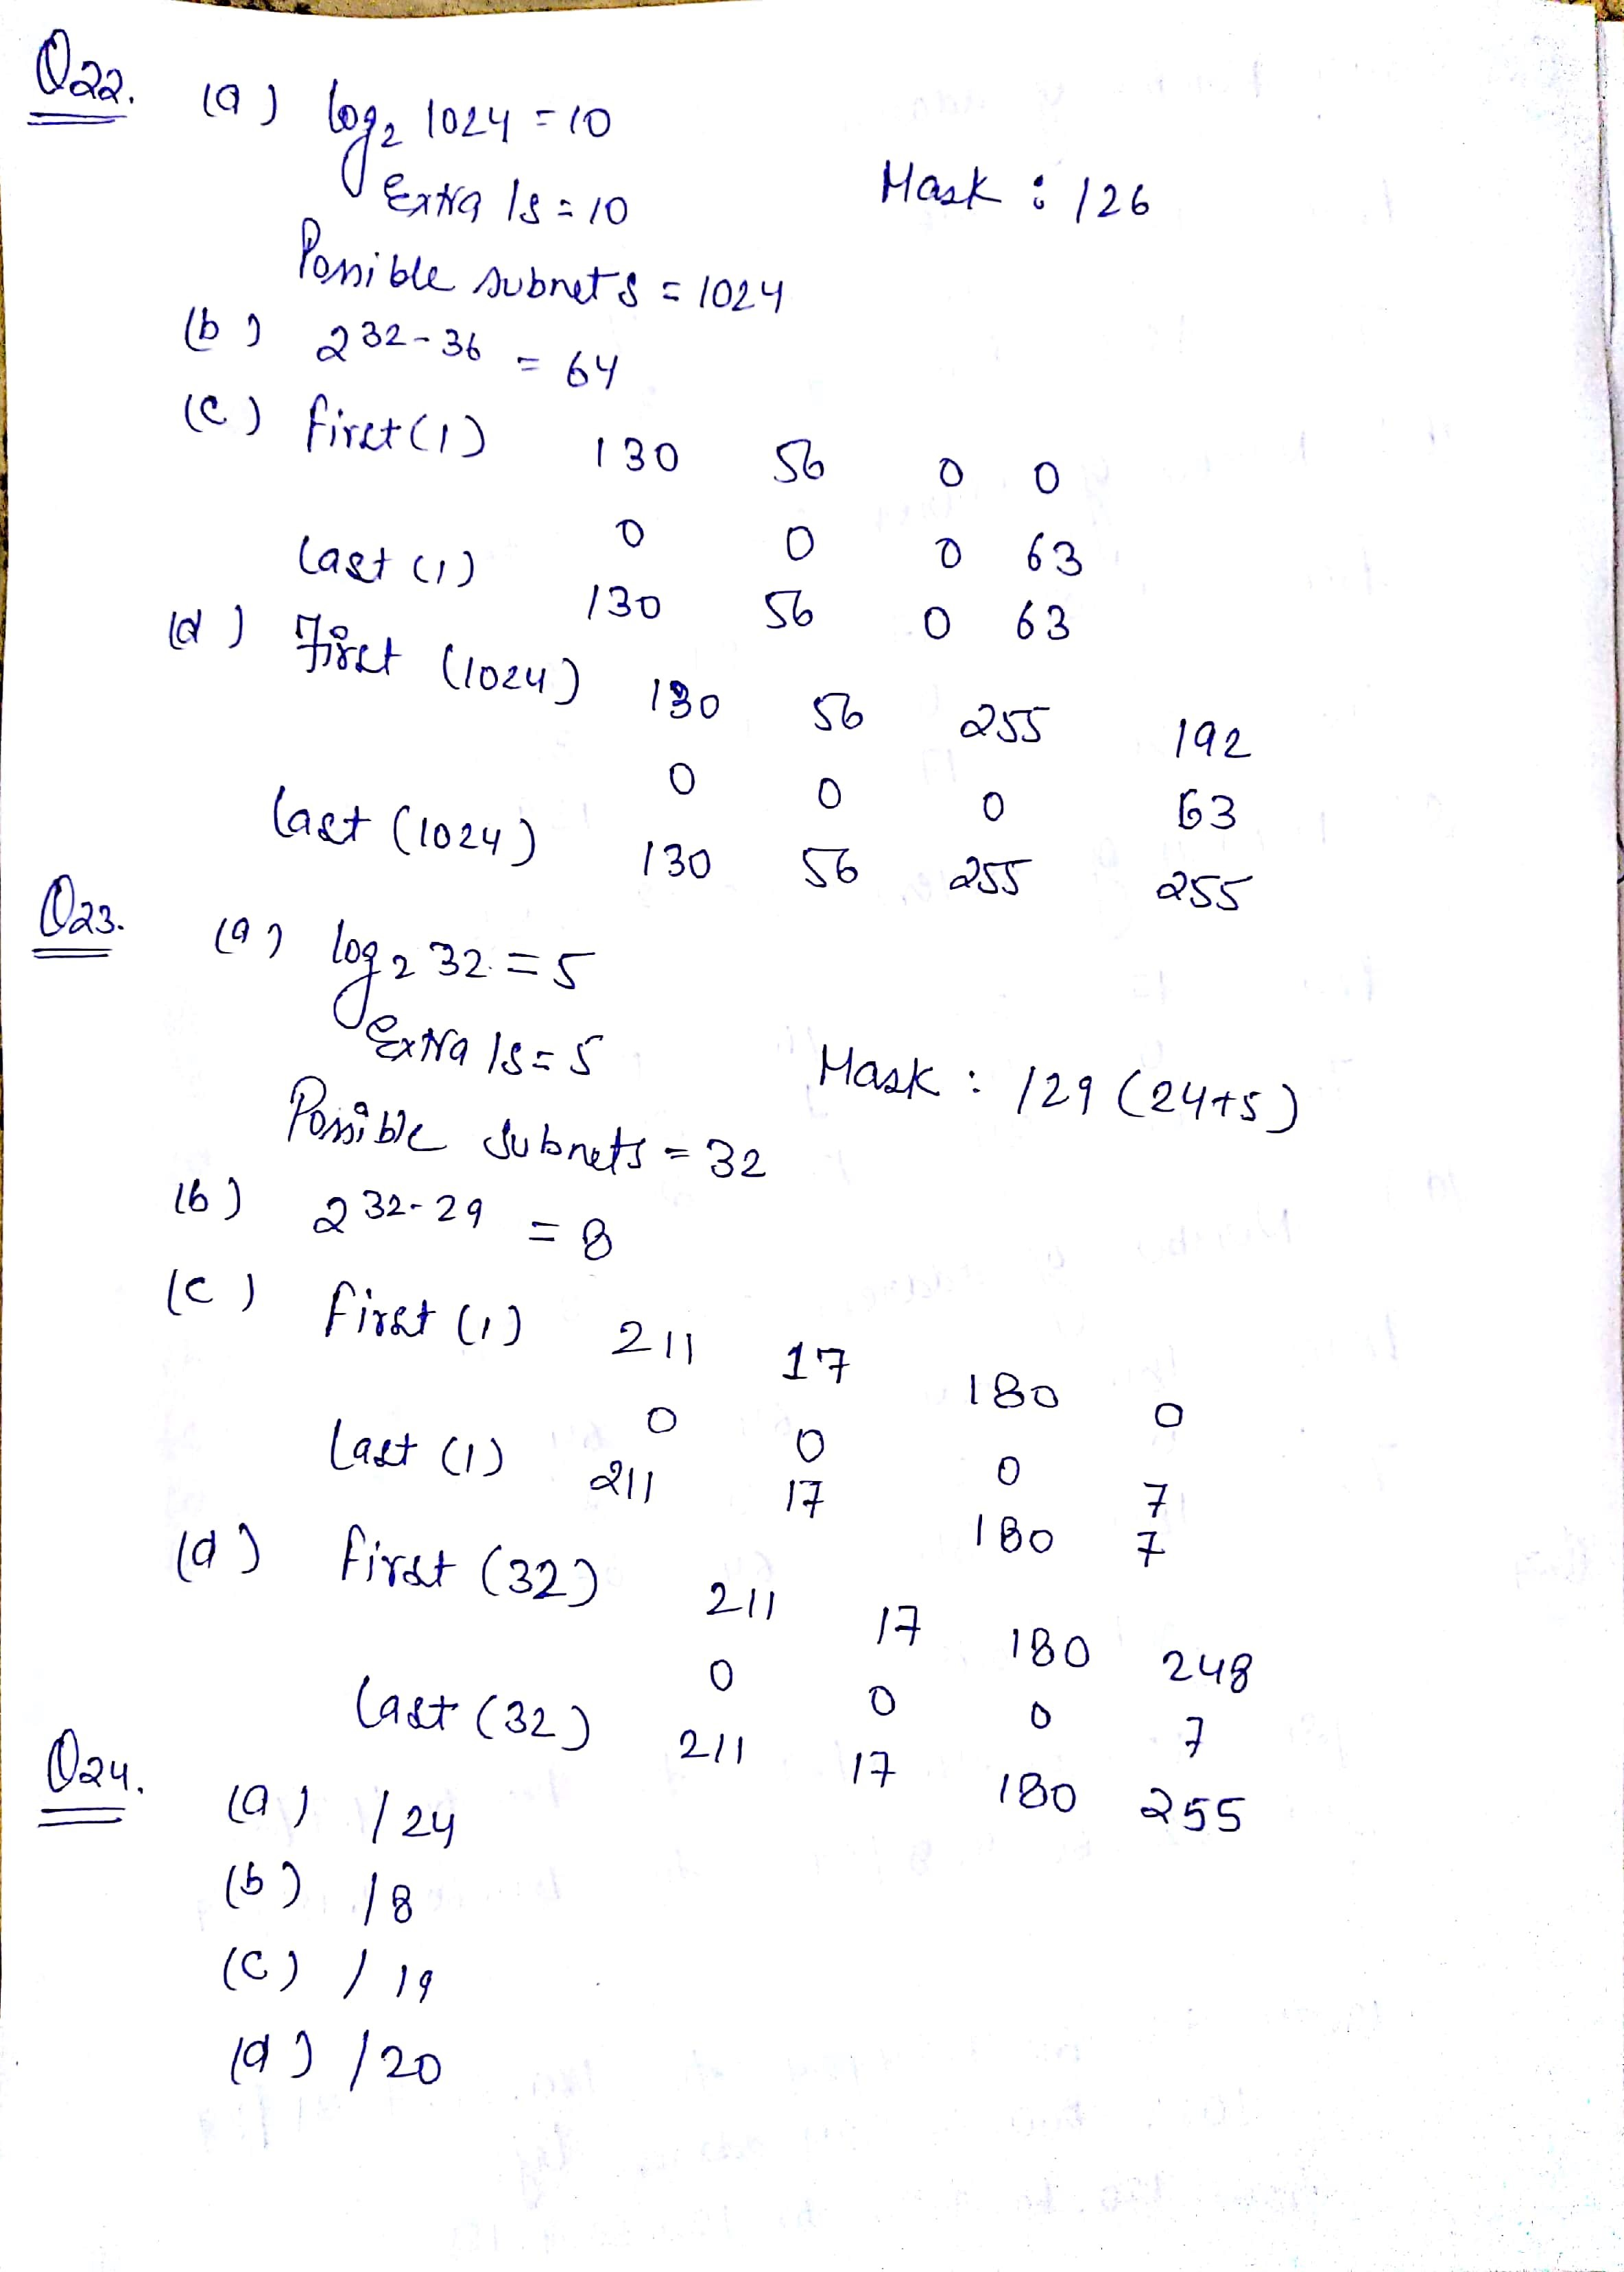 Q22. (a) log₂ 1024 = 10
Extra 1s = 10 Mask : /26
Possible subnets = 1024
(b) 2³²⁻³⁶ = 64
(c) first (1) 130 56 0 0
0 0 0 63
last (1) 130 56 0 63
(d) First (1024) 130 56 255 192
0 0 0 63
last (1024) 130 56 255 255
Q23. (a) log₂ 32 = 5
Extra 1s = 5 Mask : /29 (24+5)
Possible Subnets = 32
(b) 2³²⁻²⁹ = 8
(c) first (1) 211 17 180 0
0 0 0 7
last (1) 211 17 180 7
(d) first (32) 211 17 180 248
0 0 0 7
last (32) 211 17 180 255
Q24. (a) /24
(b) /8
(c) /19
(d) /20